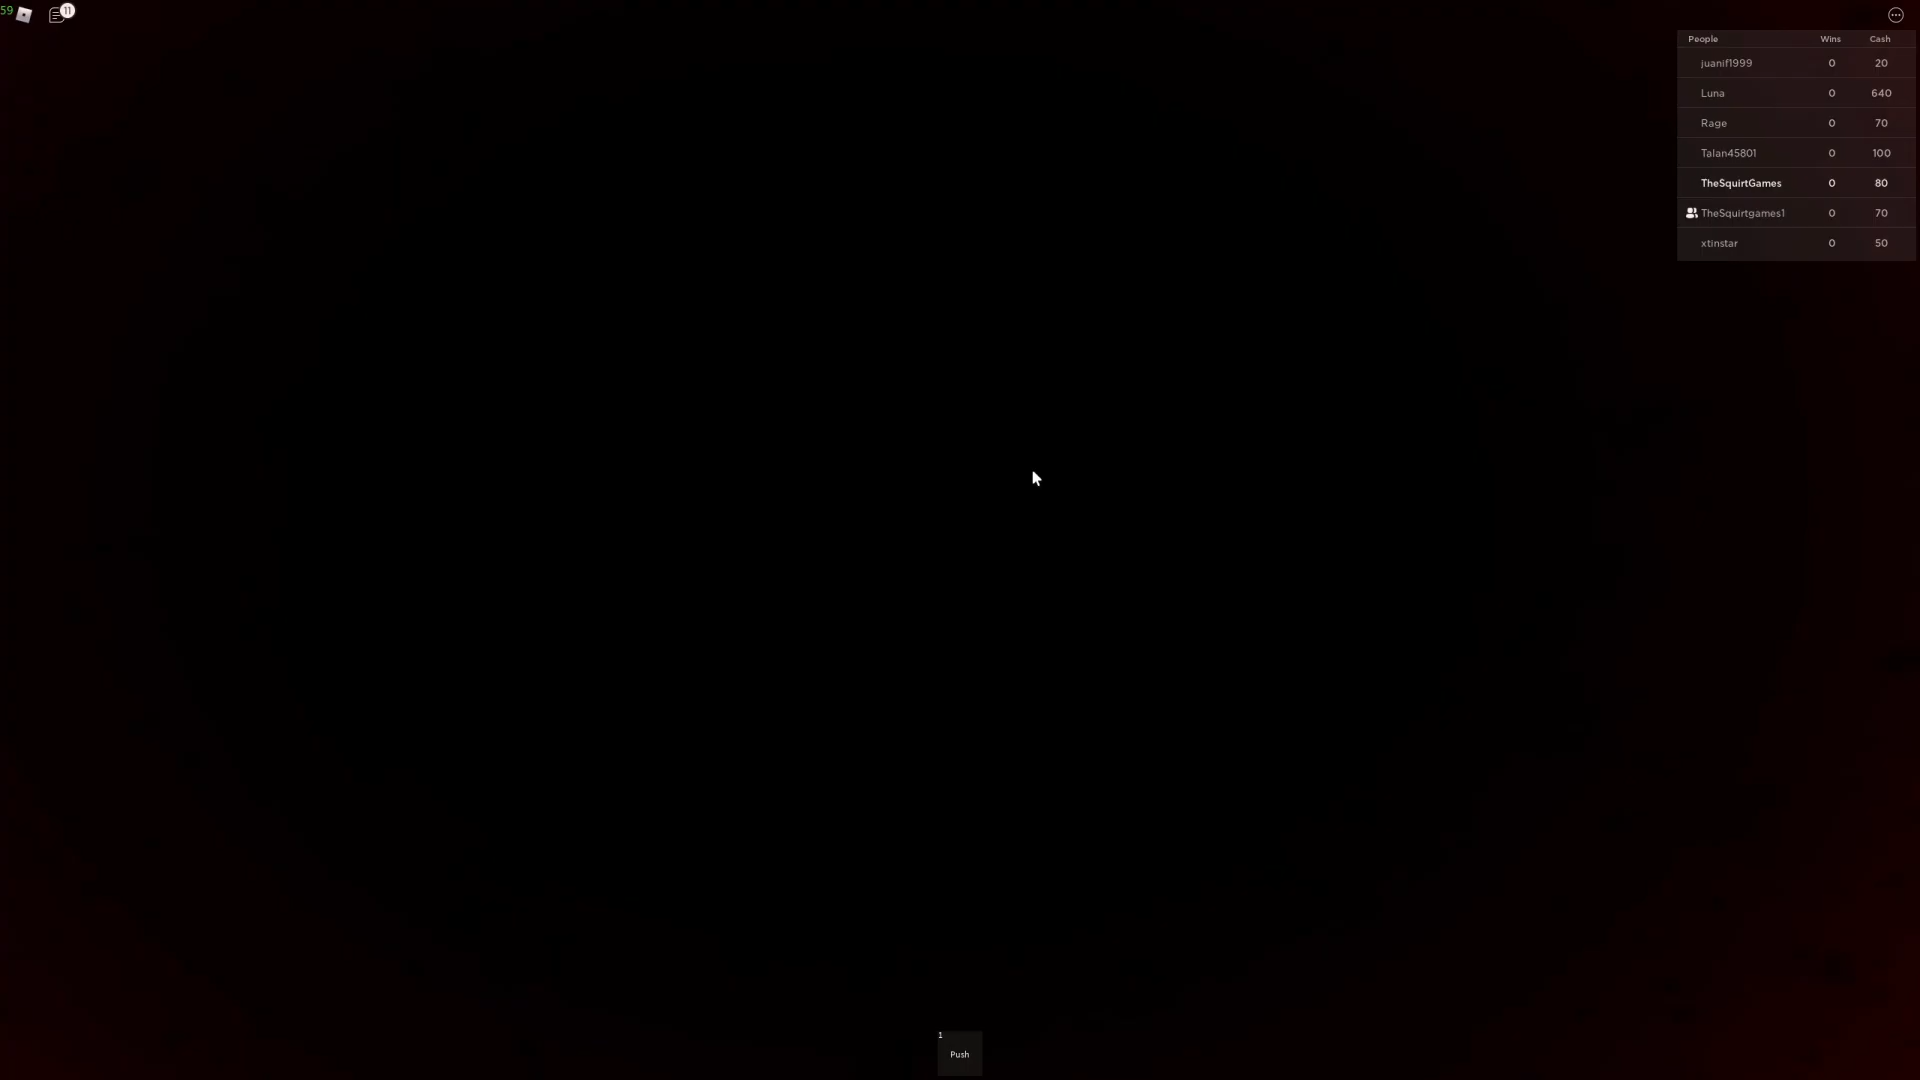 59
11
People Wins Cash
juanif1999 0 20
Luna 0 640
Rage 0 70
Talan45801 0 100
TheSquirtGames 0 80
TheSquirtgames1 0 70
xtinstar 0 50
1
Push